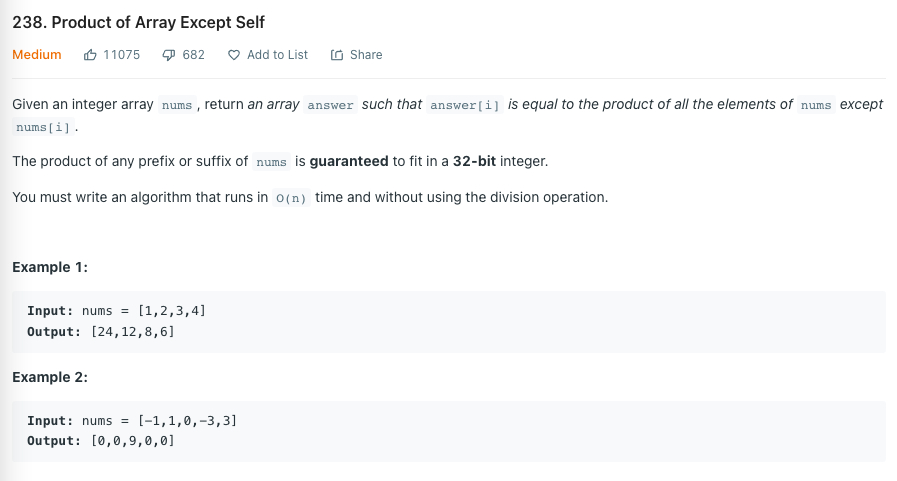 238. Product of Array Except Self
Medium 11075 682 Add to List Share
Given an integer array nums , return an array answer such that answer[i] is equal to the product of all the elements of nums except
nums[i] .
The product of any prefix or suffix of nums is guaranteed to fit in a 32-bit integer.
You must write an algorithm that runs in O(n) time and without using the division operation.
Example 1:
Input: nums = [1,2,3,4]
Output: [24,12,8,6]
Example 2:
Input: nums = [-1,1,0,-3,3]
Output: [0,0,9,0,0]